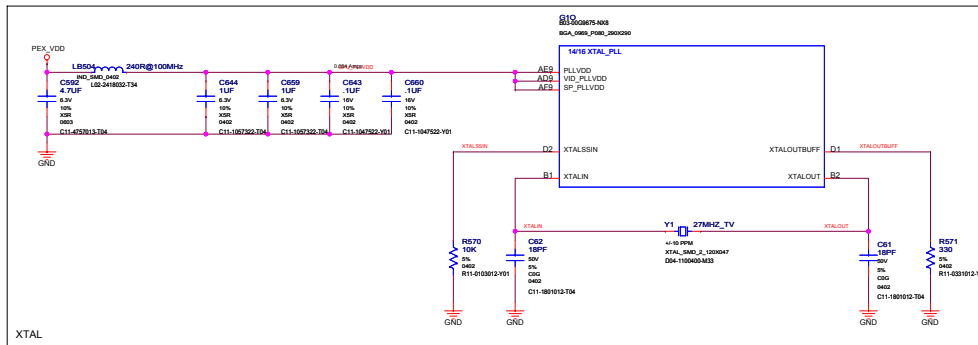 G1O
B03-00G9675-NX8
BGA_0969_P080_290X290
14/16 XTAL_PLL
PEX_VDD
LB504 240R@100MHz
IND_SMD_0402
L02-2418032-T34
C592
4.7UF
6.3V
10%
X5R
0603
C11-4757013-T04
GND
C644
1UF
6.3V
10%
X5R
0402
C11-1057322-T04
C659
1UF
6.3V
10%
X5R
0402
C11-1057322-T04
C643
.1UF
16V
10%
X5R
0402
C11-1047522-Y01
C660
.1UF
16V
10%
X5R
0402
C11-1047522-Y01
AE9 PLLVDD
AD9 VID_PLLVDD
AF9 SP_PLLVDD
XTALSSIN D2 XTALSSIN
XTALOUTBUFF D1 XTALOUTBUFF
B1 XTALIN
XTALOUT B2
XTALIN
Y1 27MHZ_TV
XTALOUT
+/-10 PPM
XTAL_SMD_2_120X047
D04-1100400-M33
R570
10K
5%
0402
R11-0103012-Y01
GND
C62
18PF
50V
5%
C0G
0402
C11-1801012-T04
GND
C61
18PF
50V
5%
C0G
0402
C11-1801012-T04
GND
R571
330
5%
0402
R11-0331012-Y
GND
XTAL